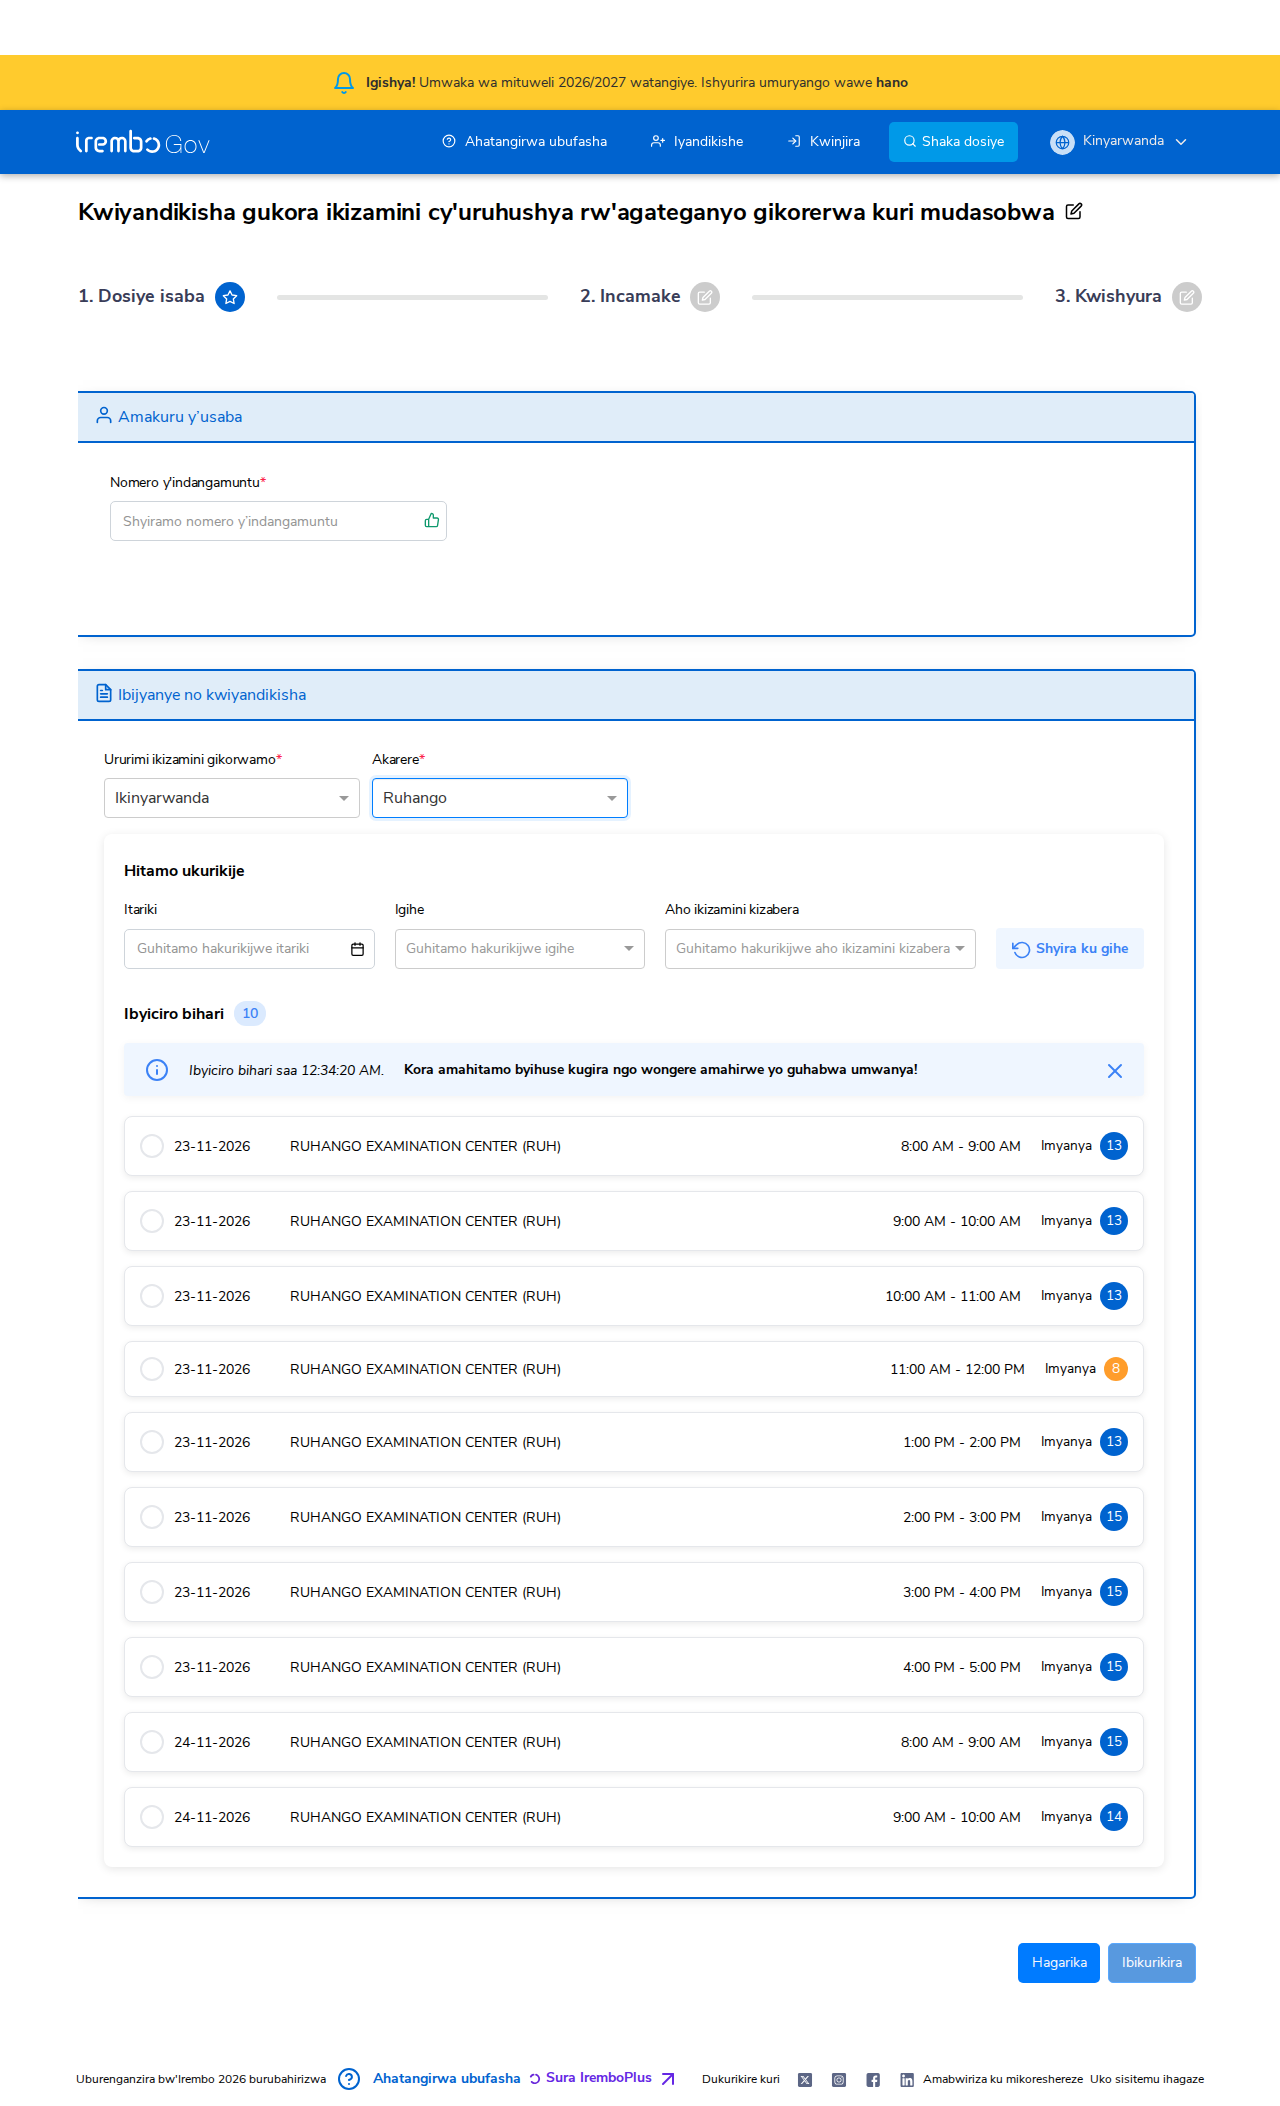 Igishya! Umwaka wa mituweli 2026/2027 watangiye. Ishyurira umuryango wawe hano
irembo Gov
Ahatangirwa ubufasha
Iyandikishe
Kwinjira
Shaka dosiye
Kinyarwanda
Kwiyandikisha gukora ikizamini cy'uruhushya rw'agateganyo gikorerwa kuri mudasobwa
1. Dosiye isaba
2. Incamake
3. Kwishyura
Amakuru y’usaba
Nomero y'indangamuntu*
Shyiramo nomero y’indangamuntu
Ibijyanye no kwiyandikisha
Ururimi ikizamini gikorwamo*
Akarere*
Ikinyarwanda
Ruhango
Hitamo ukurikije
Itariki
Igihe
Aho ikizamini kizabera
Guhitamo hakurikijwe itariki
Guhitamo hakurikijwe igihe
Guhitamo hakurikijwe aho ikizamini kizabera
Shyira ku gihe
Ibyiciro bihari 10
Ibyiciro bihari saa 12:34:20 AM. Kora amahitamo byihuse kugira ngo wongere amahirwe yo guhabwa umwanya!
23-11-2026 RUHANGO EXAMINATION CENTER (RUH) 8:00 AM - 9:00 AM Imyanya 13
23-11-2026 RUHANGO EXAMINATION CENTER (RUH) 9:00 AM - 10:00 AM Imyanya 13
23-11-2026 RUHANGO EXAMINATION CENTER (RUH) 10:00 AM - 11:00 AM Imyanya 13
23-11-2026 RUHANGO EXAMINATION CENTER (RUH) 11:00 AM - 12:00 PM Imyanya 8
23-11-2026 RUHANGO EXAMINATION CENTER (RUH) 1:00 PM - 2:00 PM Imyanya 13
23-11-2026 RUHANGO EXAMINATION CENTER (RUH) 2:00 PM - 3:00 PM Imyanya 15
23-11-2026 RUHANGO EXAMINATION CENTER (RUH) 3:00 PM - 4:00 PM Imyanya 15
23-11-2026 RUHANGO EXAMINATION CENTER (RUH) 4:00 PM - 5:00 PM Imyanya 15
24-11-2026 RUHANGO EXAMINATION CENTER (RUH) 8:00 AM - 9:00 AM Imyanya 15
24-11-2026 RUHANGO EXAMINATION CENTER (RUH) 9:00 AM - 10:00 AM Imyanya 14
Hagarika
Ibikurikira
Uburenganzira bw'Irembo 2026 burubahirizwa
Ahatangirwa ubufasha
Sura IremboPlus
Dukurikire kuri
Amabwiriza ku mikoreshereze
Uko sisitemu ihagaze